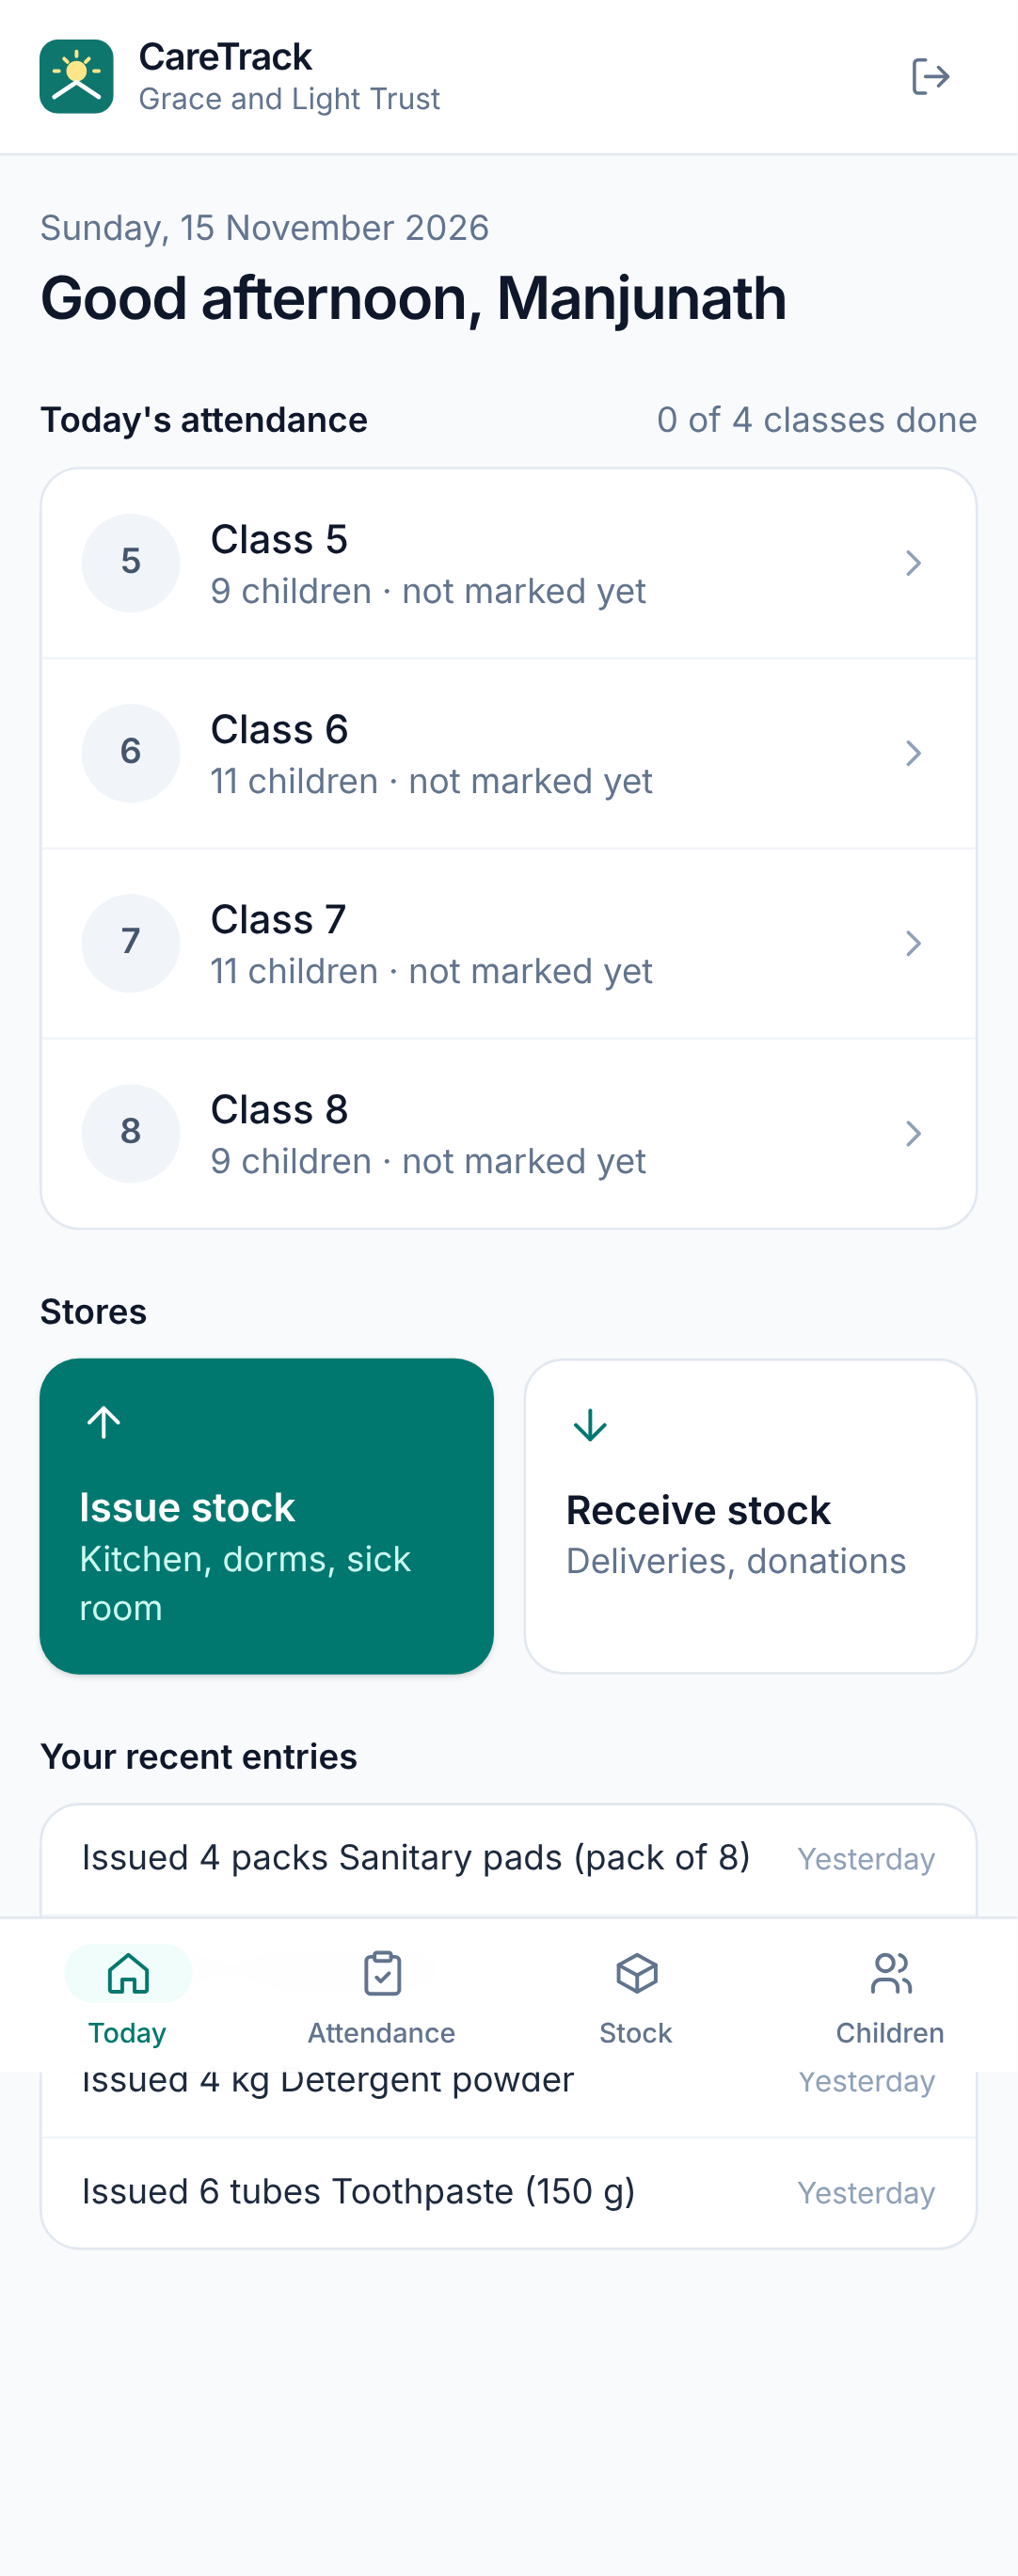 CareTrack
Grace and Light Trust
Sunday, 15 November 2026
Good afternoon, Manjunath
Today's attendance 0 of 4 classes done
5 Class 5
9 children · not marked yet
6 Class 6
11 children · not marked yet
7 Class 7
11 children · not marked yet
8 Class 8
9 children · not marked yet
Stores
Issue stock
Kitchen, dorms, sick
room
Receive stock
Deliveries, donations
Your recent entries
Issued 4 packs Sanitary pads (pack of 8) Yesterday
Today Attendance Stock Children
Issued 4 kg Detergent powder Yesterday
Issued 6 tubes Toothpaste (150 g) Yesterday